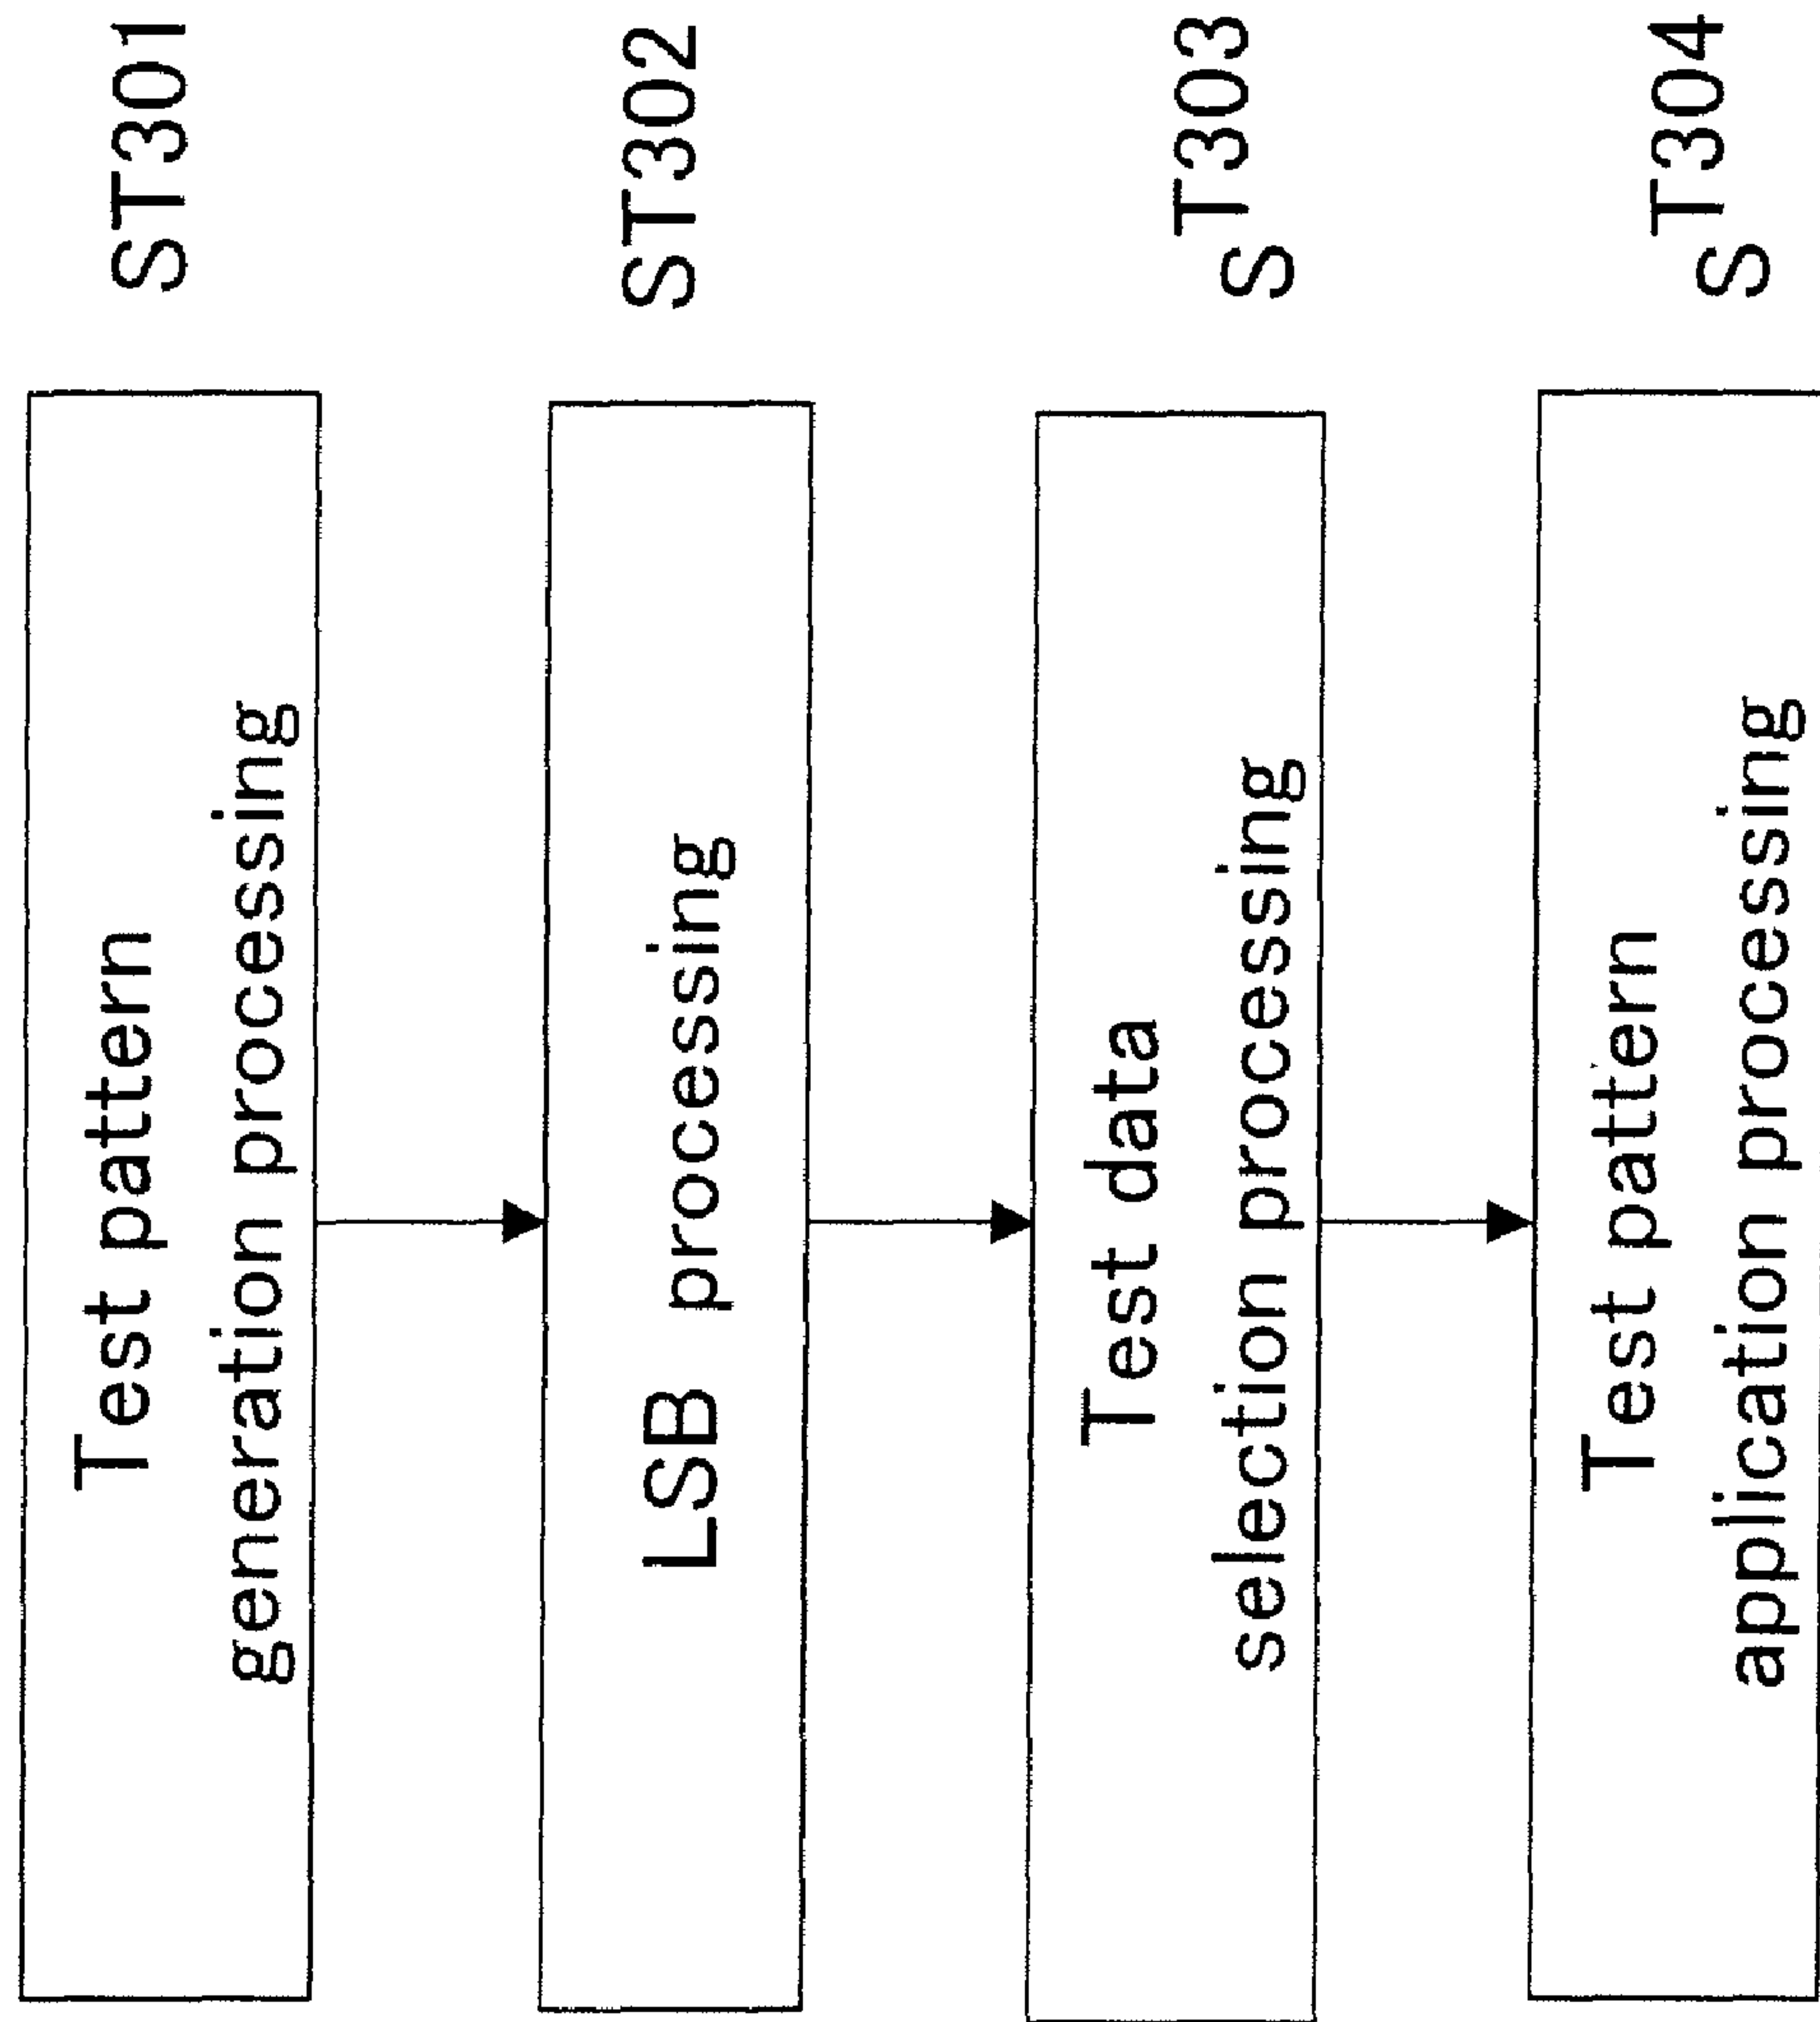 Test pattern
generation processing
ST301
LSB processing
ST302
Test data
selection processing
ST303
Test pattern
application processing
ST304